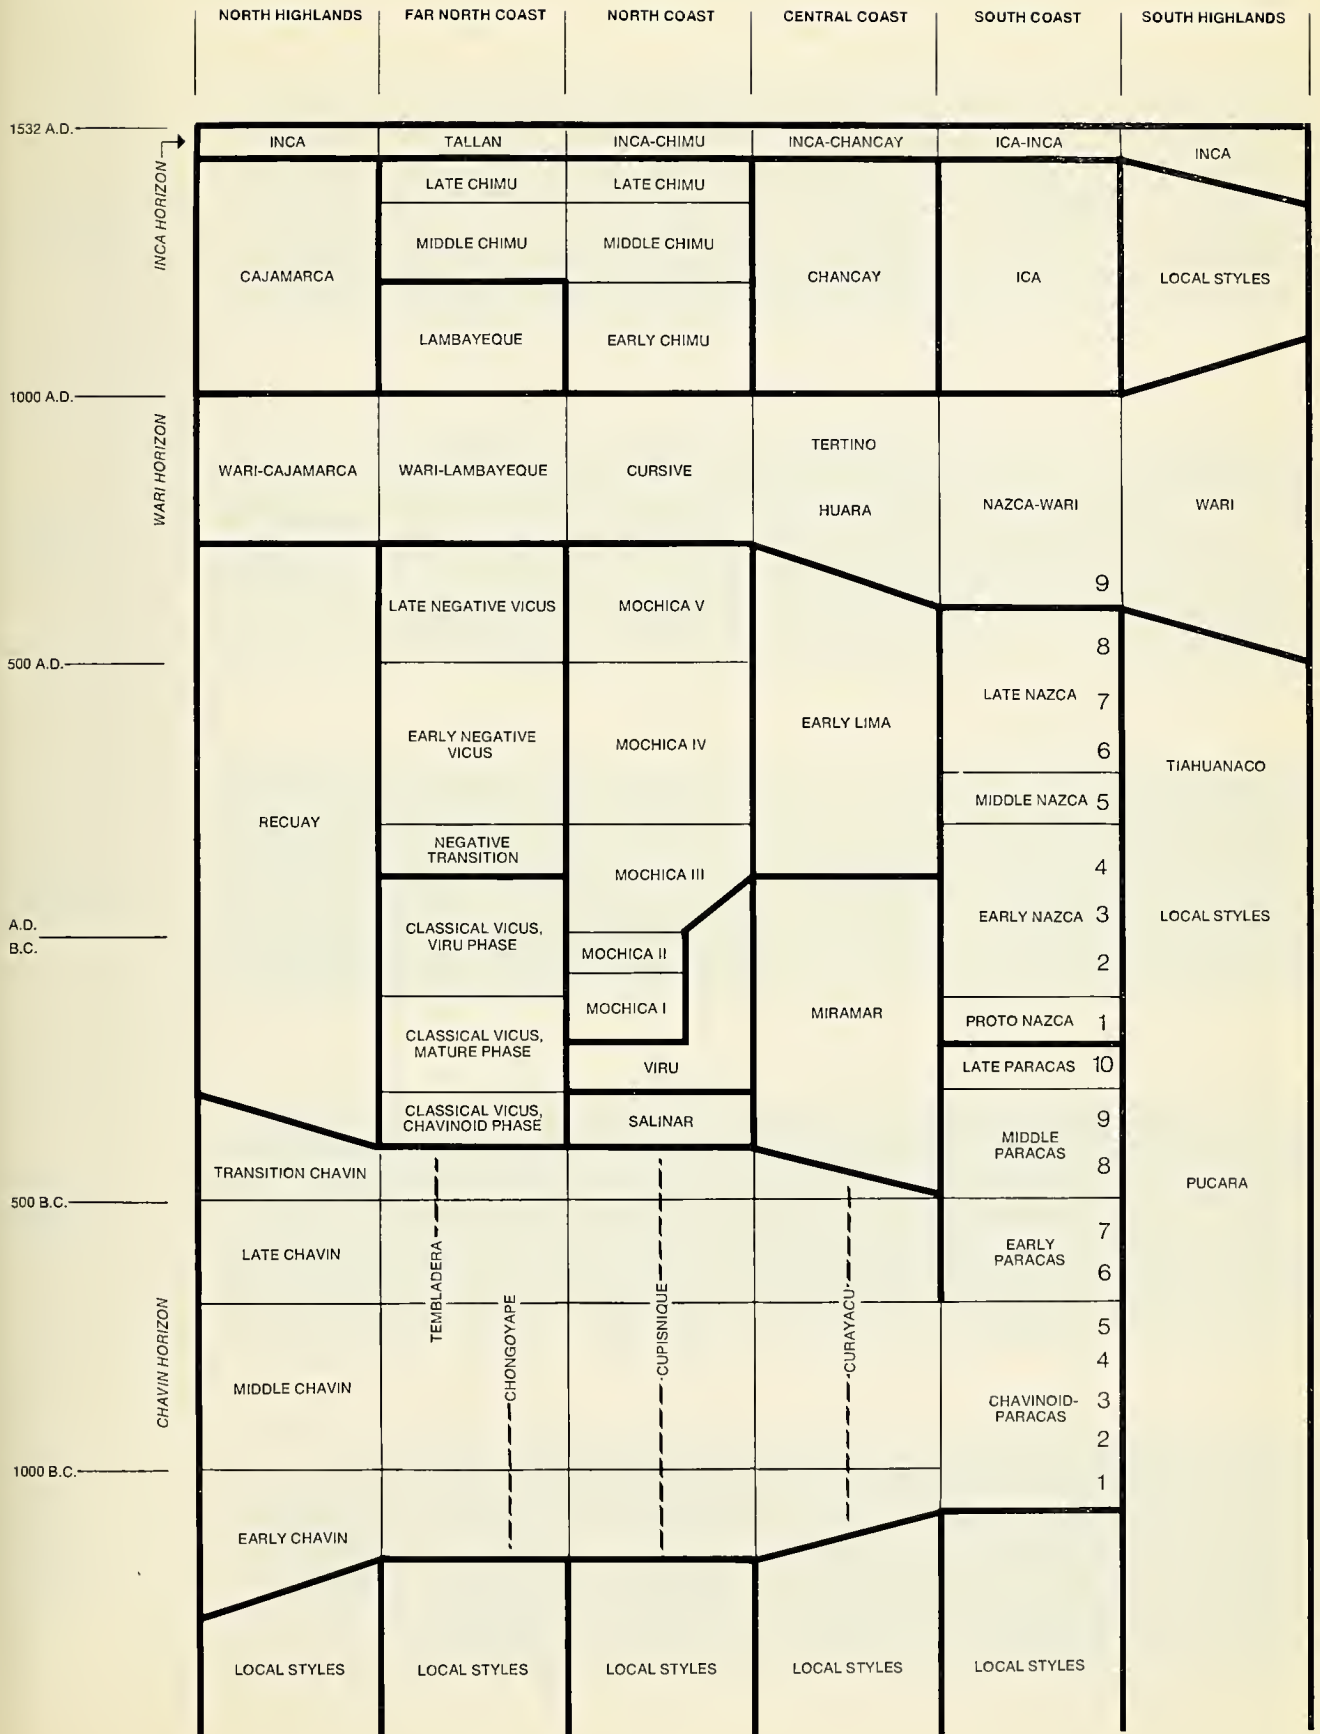 NORTH HIGHLANDS
FAR NORTH COAST
NORTH COAST
CENTRAL COAST
SOUTH COAST
SOUTH HIGHLANDS
1532 A.D.
INCA HORIZON
INCA
TALLAN
INCA-CHIMU
INCA-CHANCAY
ICA-INCA
INCA
LATE CHIMU
LATE CHIMU
MIDDLE CHIMU
MIDDLE CHIMU
CAJAMARCA
CHANCAY
ICA
LOCAL STYLES
LAMBAYEQUE
EARLY CHIMU
1000 A.D.
WARI HORIZON
WARI-CAJAMARCA
WARI-LAMBAYEQUE
CURSIVE
TERTINO
HUARA
NAZCA-WARI
9
WARI
LATE NEGATIVE VICUS
MOCHICA V
500 A.D.
8
LATE NAZCA 7
6
EARLY NEGATIVE
VICUS
MOCHICA IV
EARLY LIMA
TIAHUANACO
MIDDLE NAZCA 5
RECUAY
NEGATIVE
TRANSITION
MOCHICA III
4
EARLY NAZCA 3
2
LOCAL STYLES
A.D.
B.C.
CLASSICAL VICUS,
VIRU PHASE
MOCHICA II
MOCHICA I
MIRAMAR
PROTO NAZCA 1
CLASSICAL VICUS,
MATURE PHASE
VIRU
LATE PARACAS 10
CLASSICAL VICUS,
CHAVINOID PHASE
SALINAR
9
MIDDLE
PARACAS
8
TRANSITION CHAVIN
PUCARA
500 B.C.
LATE CHAVIN
7
EARLY
PARACAS
6
TEMBLADERA
CHONGOYAPE
CUPISNIQUE
CURAYACU
CHAVIN HORIZON
MIDDLE CHAVIN
5
4
CHAVINOID- 3
PARACAS
2
1
1000 B.C.
EARLY CHAVIN
LOCAL STYLES
LOCAL STYLES
LOCAL STYLES
LOCAL STYLES
LOCAL STYLES